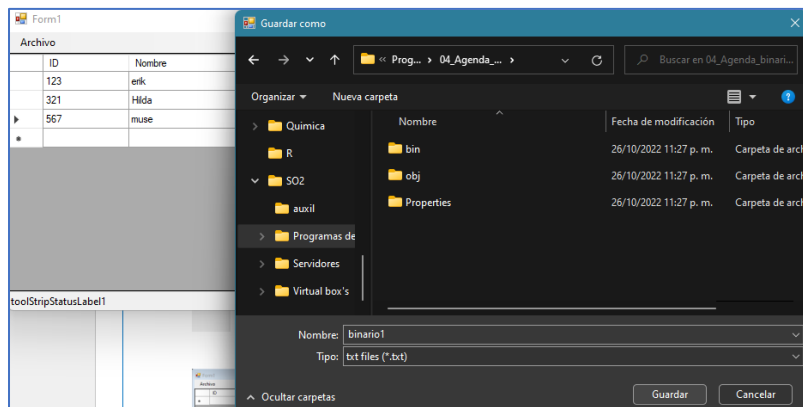 Form1
Archivo
ID Nombre
123 erik
321 Hilda
567 muse
toolStripStatusLabel1
Guardar como
« Prog... › 04_Agenda_... ›
Buscar en 04_Agenda_binari...
Organizar Nueva carpeta
Quimica
R
SO2
auxil
Programas de
Servidores
Virtual box's
Nombre Fecha de modificación Tipo
bin 26/10/2022 11:27 p. m. Carpeta de arch
obj 26/10/2022 11:27 p. m. Carpeta de arch
Properties 26/10/2022 11:27 p. m. Carpeta de arch
Nombre: binario1
Tipo: txt files (*.txt)
Ocultar carpetas
Guardar Cancelar